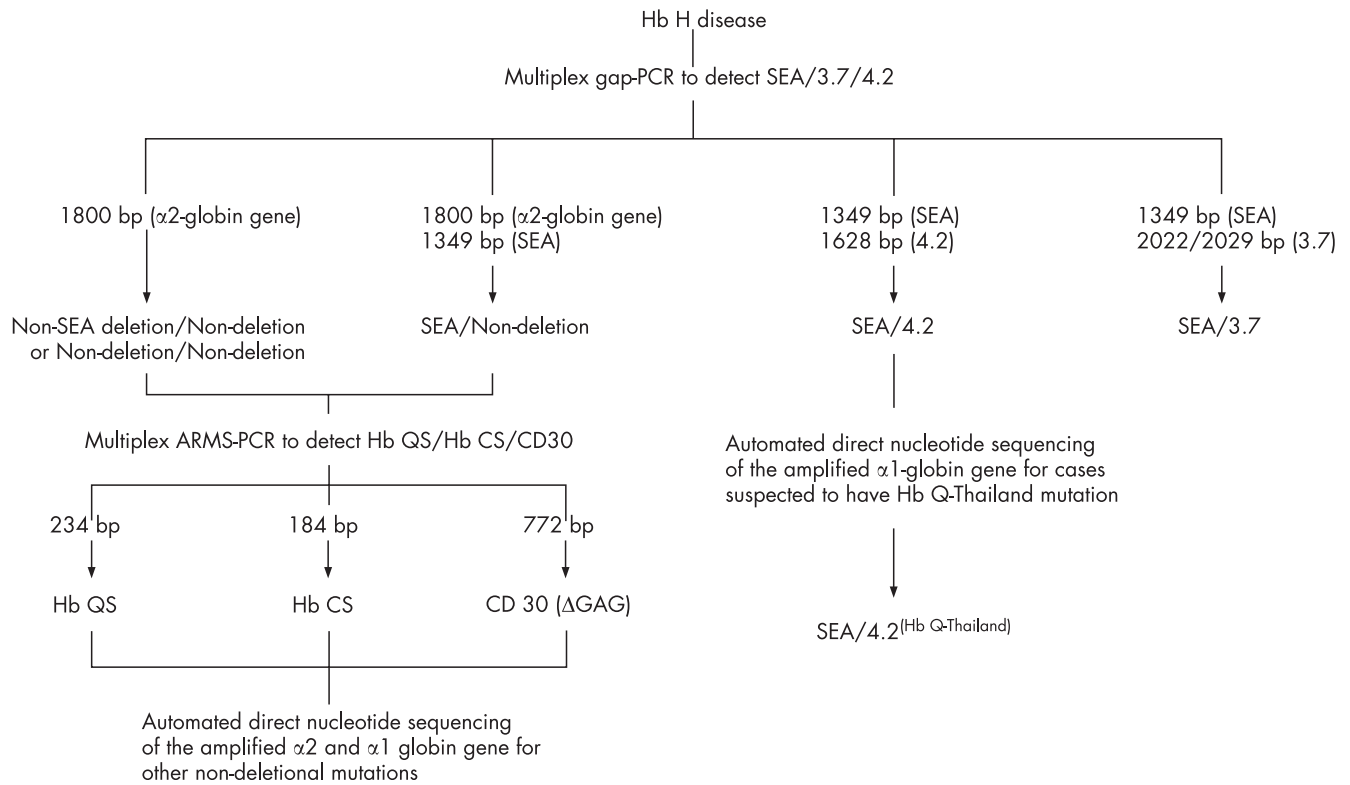 Hb H disease
Multiplex gap-PCR to detect SEA/3.7/4.2
1800 bp (α2-globin gene)
1800 bp (α2-globin gene)
1349 bp (SEA)
1349 bp (SEA)
1628 bp (4.2)
1349 bp (SEA)
2022/2029 bp (3.7)
Non-SEA deletion/Non-deletion
or Non-deletion/Non-deletion
SEA/Non-deletion
SEA/4.2
SEA/3.7
Multiplex ARMS-PCR to detect Hb QS/Hb CS/CD30
234 bp
184 bp
772 bp
Hb QS
Hb CS
CD 30 (ΔGAG)
Automated direct nucleotide sequencing
of the amplified α2 and α1 globin gene for
other non-deletional mutations
Automated direct nucleotide sequencing
of the amplified α1-globin gene for cases
suspected to have Hb Q-Thailand mutation
SEA/4.2(Hb Q-Thailand)